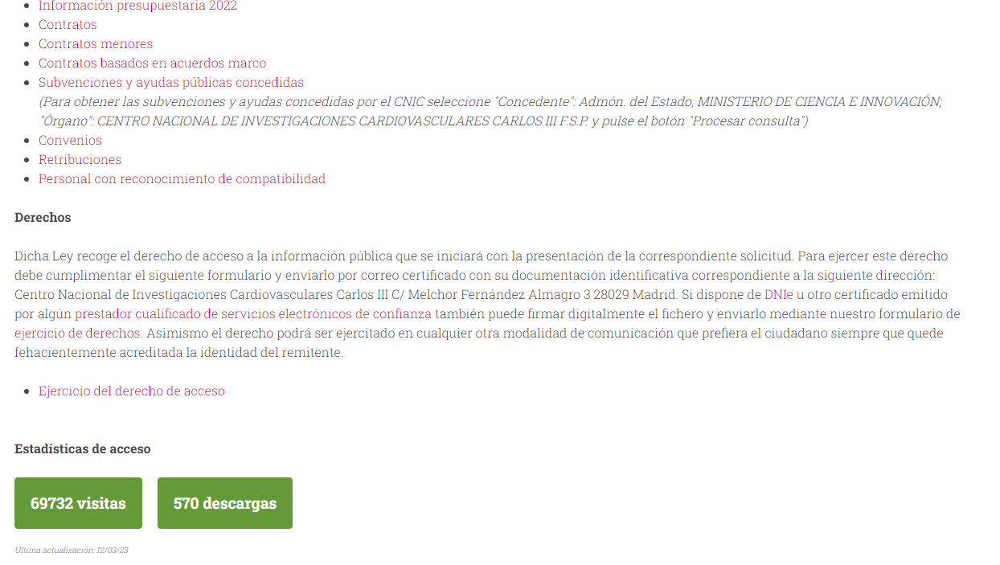 Información presupuestaria 2022
Contratos
Contratos menores
Contratos basados en acuerdos marco
Subvenciones y ayudas públicas concedidas
(Para obtener las subvenciones y ayudas concedidas por el CNIC seleccione "Concedente": Admón. del Estado, MINISTERIO DE CIENCIA E INNOVACIÓN;
"Órgano": CENTRO NACIONAL DE INVESTIGACIONES CARDIOVASCULARES CARLOS III F.S.P. y pulse el botón "Procesar consulta")
Convenios
Retribuciones
Personal con reconocimiento de compatibilidad
Derechos
Dicha Ley recoge el derecho de acceso a la información pública que se iniciará con la presentación de la correspondiente solicitud. Para ejercer este derecho
debe cumplimentar el siguiente formulario y enviarlo por correo certificado con su documentación identificativa correspondiente a la siguiente dirección:
Centro Nacional de Investigaciones Cardiovasculares Carlos III C/ Melchor Fernández Almagro 3 28029 Madrid. Si dispone de DNIe u otro certificado emitido
por algún prestador cualificado de servicios electrónicos de confianza también puede firmar digitalmente el fichero y enviarlo mediante nuestro formulario de
ejercicio de derechos. Asimismo el derecho podrá ser ejercitado en cualquier otra modalidad de comunicación que prefiera el ciudadano siempre que quede
fehacientemente acreditada la identidad del remitente.
Ejercicio del derecho de acceso
Estadísticas de acceso
69732 visitas 570 descargas
Última actualización: 12/03/23